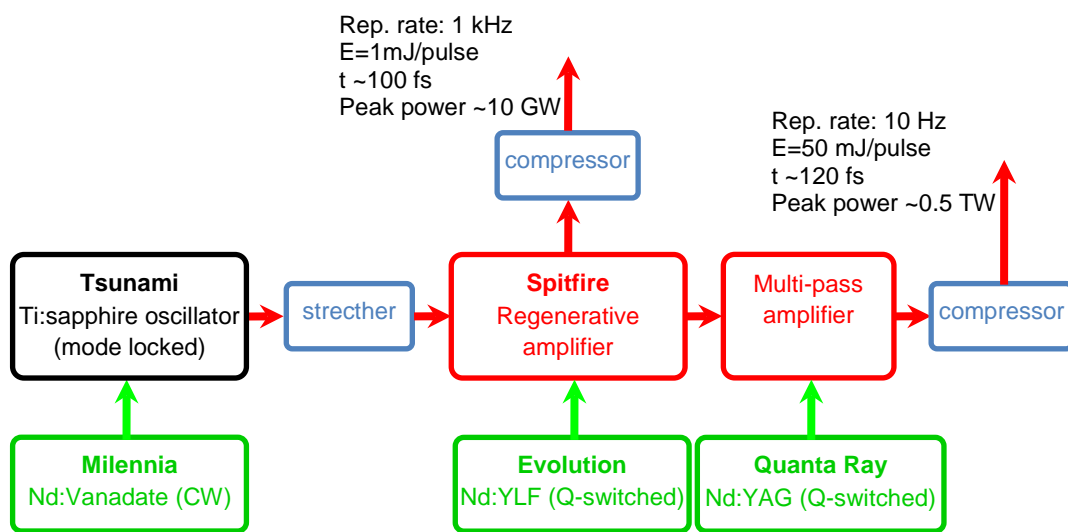 Rep. rate: 1 kHz
E=1mJ/pulse
t ~100 fs
Peak power ~10 GW
compressor
Rep. rate: 10 Hz
E=50 mJ/pulse
t ~120 fs
Peak power ~0.5 TW
Tsunami
Ti:sapphire oscillator
(mode locked)
strecther
Spitfire
Regenerative
amplifier
Multi-pass
amplifier
compressor
Milennia
Nd:Vanadate (CW)
Evolution
Nd:YLF (Q-switched)
Quanta Ray
Nd:YAG (Q-switched)